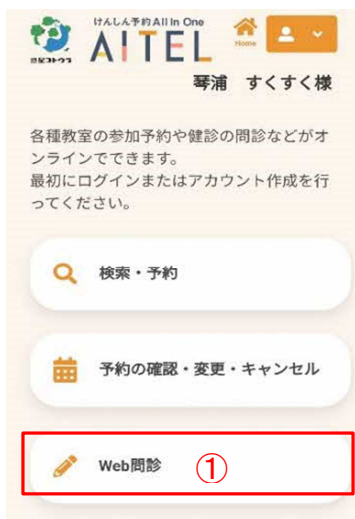 けんしん予約 All In One
AITEL
Home
琴浦 すくすく様
各種教室の参加予約や健診の問診などがオ
ンラインでできます。
最初にログインまたはアカウント作成を行
ってください。
検索・予約
予約の確認・変更・キャンセル
Web問診 ①